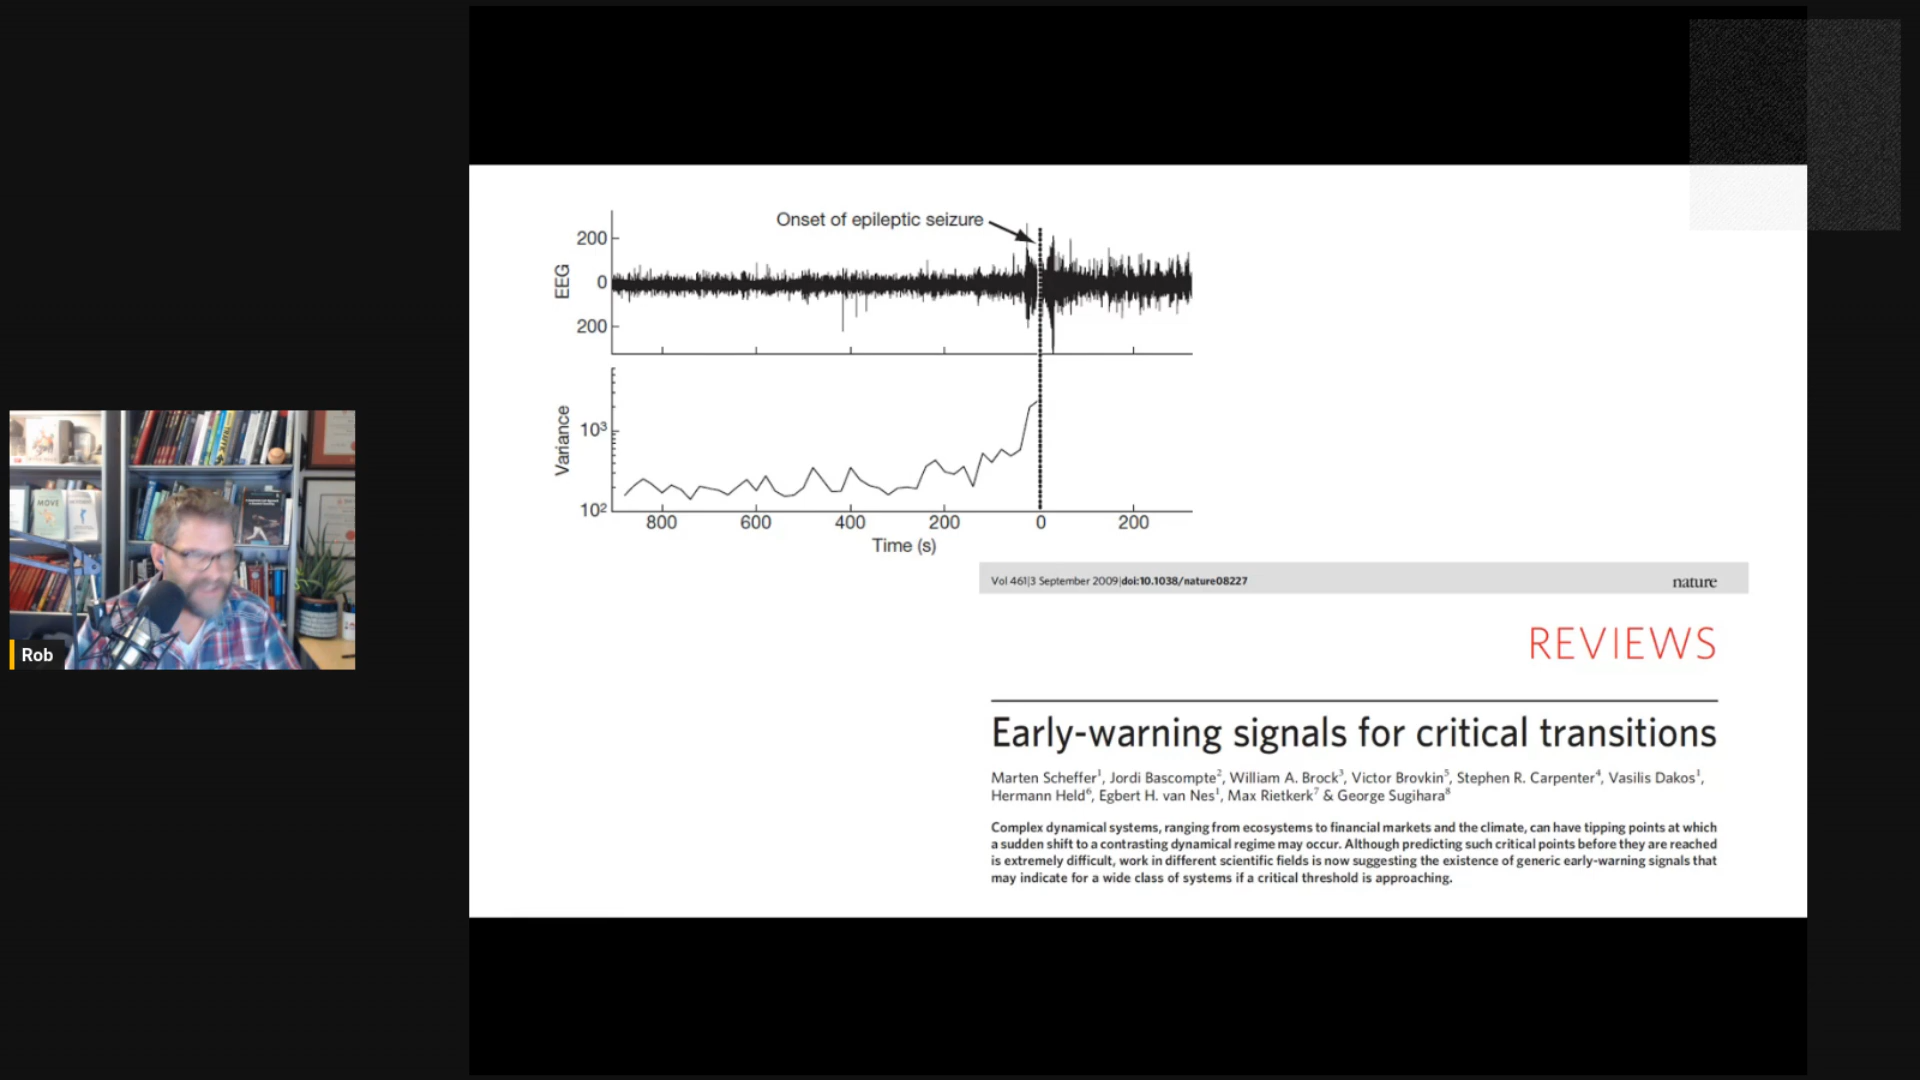 Onset of epileptic seizure
200
EEG
0
200
Variance
10³
10²
800 600 400 200 0 200
Time (s)
Vol 461|3 September 2009|doi:10.1038/nature08227
nature
REVIEWS
Early-warning signals for critical transitions
Marten Scheffer¹, Jordi Bascompte², William A. Brock³, Victor Brovkin⁵, Stephen R. Carpenter⁴, Vasilis Dakos¹,
Hermann Held⁶, Egbert H. van Nes¹, Max Rietkerk⁷ & George Sugihara⁸
Complex dynamical systems, ranging from ecosystems to financial markets and the climate, can have tipping points at which
a sudden shift to a contrasting dynamical regime may occur. Although predicting such critical points before they are reached
is extremely difficult, work in different scientific fields is now suggesting the existence of generic early-warning signals that
may indicate for a wide class of systems if a critical threshold is approaching.
MOVE
Rob